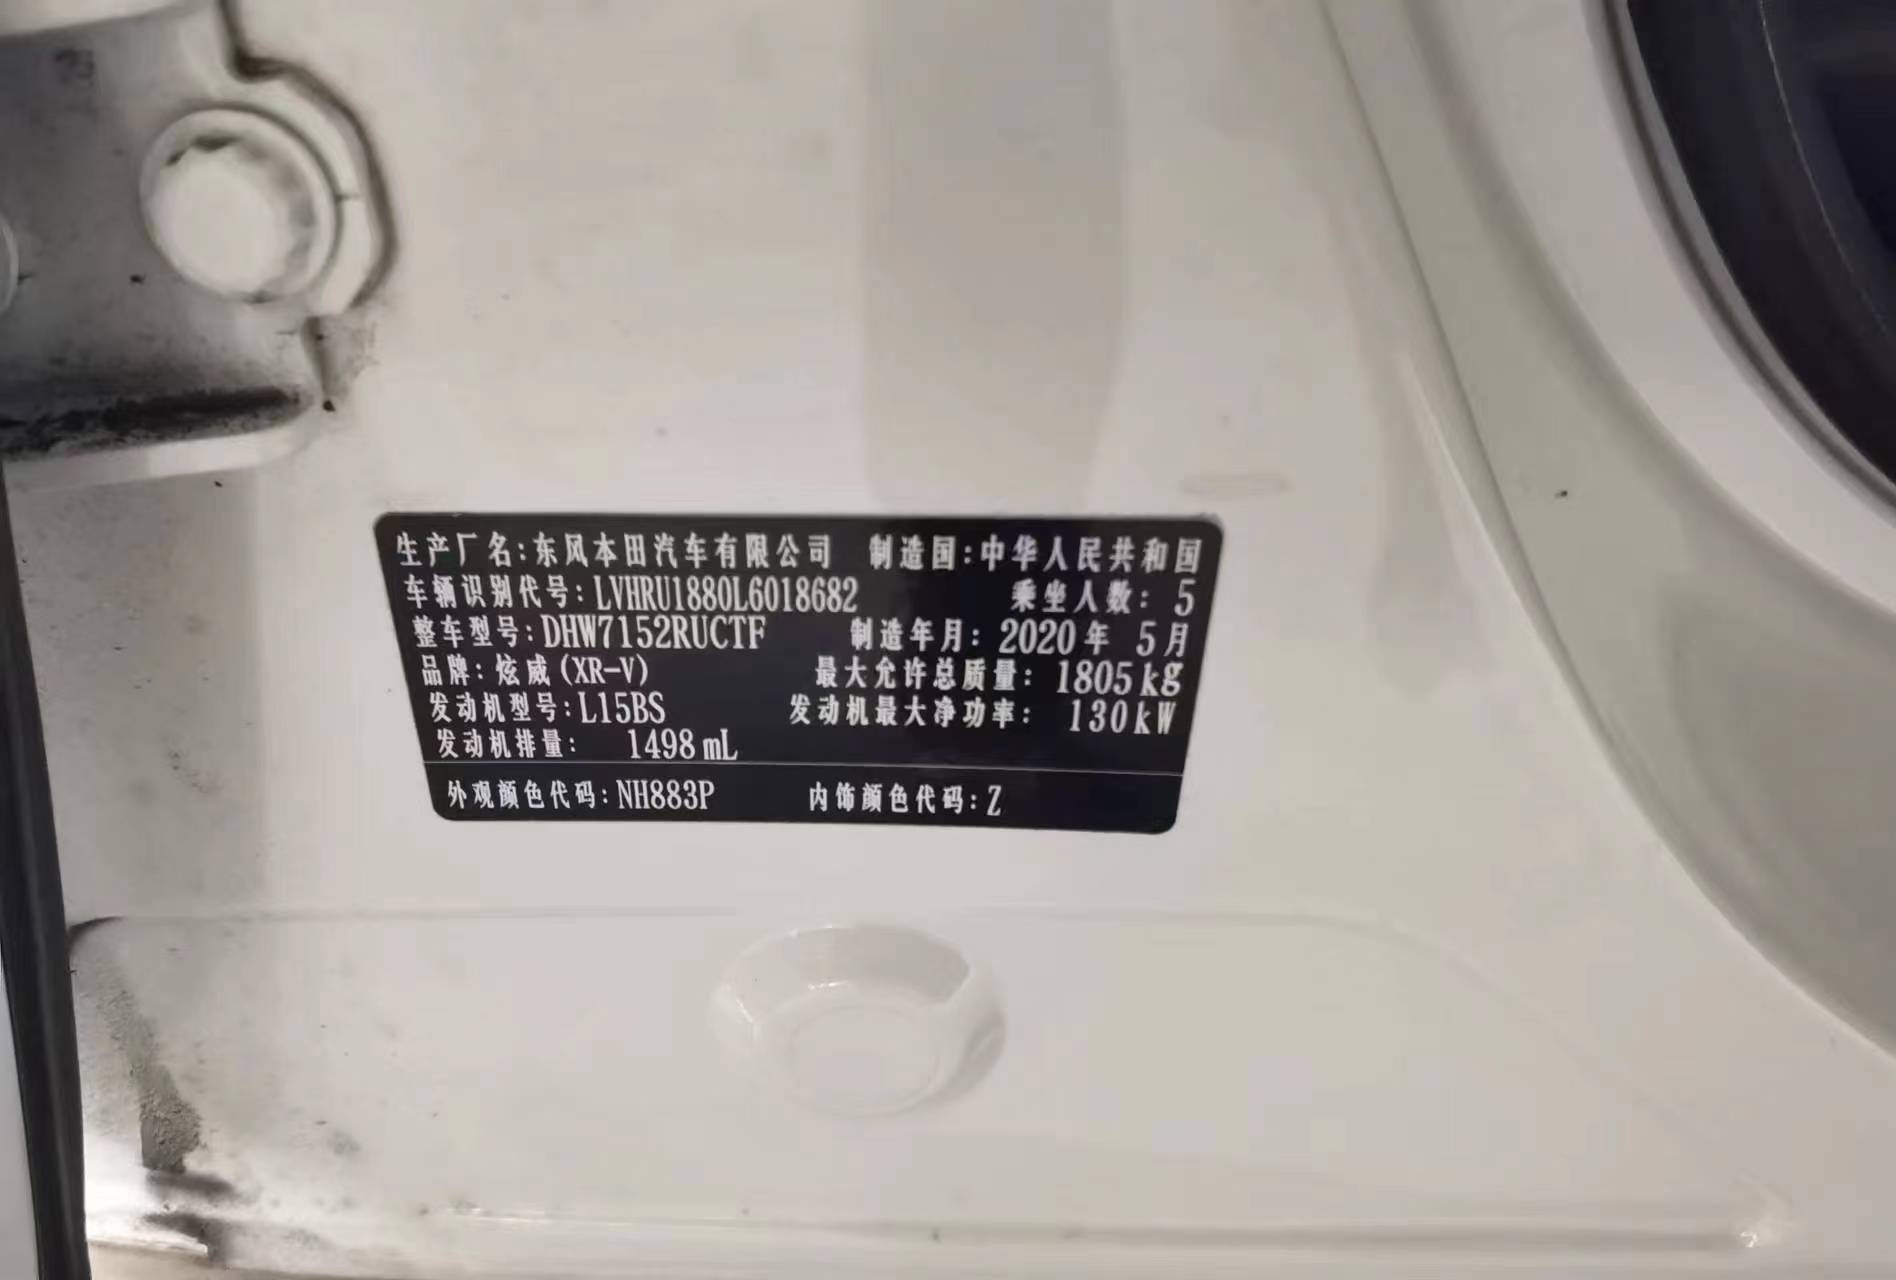 生产厂名:东风本田汽车有限公司 制造国:中华人民共和国
车辆识别代号:LVHRU1880L6018682 乘坐人数:5
整车型号:DHW7152RUCTF 制造年月:2020年 5月
品牌:炫威(XR-V) 最大允许总质量:1805kg
发动机型号:L15BS 发动机最大净功率:130kW
发动机排量: 1498mL
外观颜色代码:NH883P 内饰颜色代码:Z